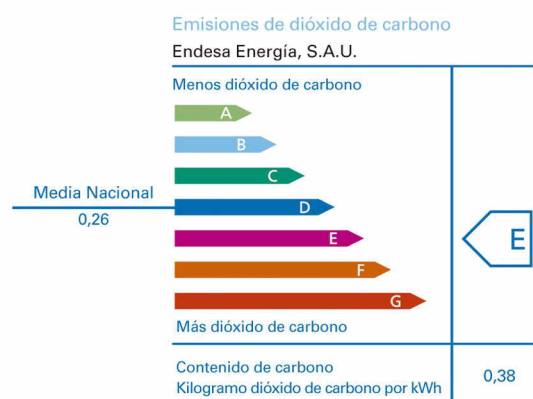 Emisiones de dióxido de carbono
Endesa Energía, S.A.U.
Menos dióxido de carbono
A
B
C
Media Nacional
0,26
D
E
E
F
G
Más dióxido de carbono
Contenido de carbono
Kilogramo dióxido de carbono por kWh
0,38